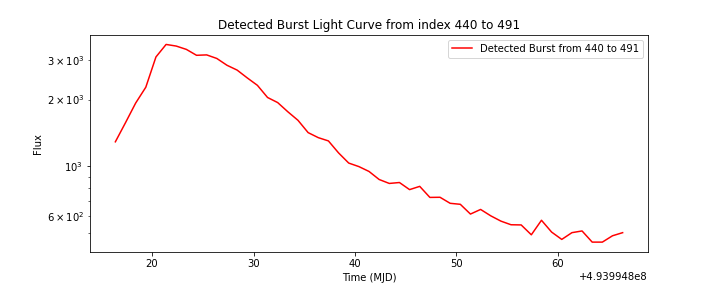 Detected Burst Light Curve from index 440 to 491
Detected Burst from 440 to 491
3 × 10³
2 × 10³
10³
6 × 10²
Flux
20 30 40 50 60
Time (MJD)
+4.939948e8